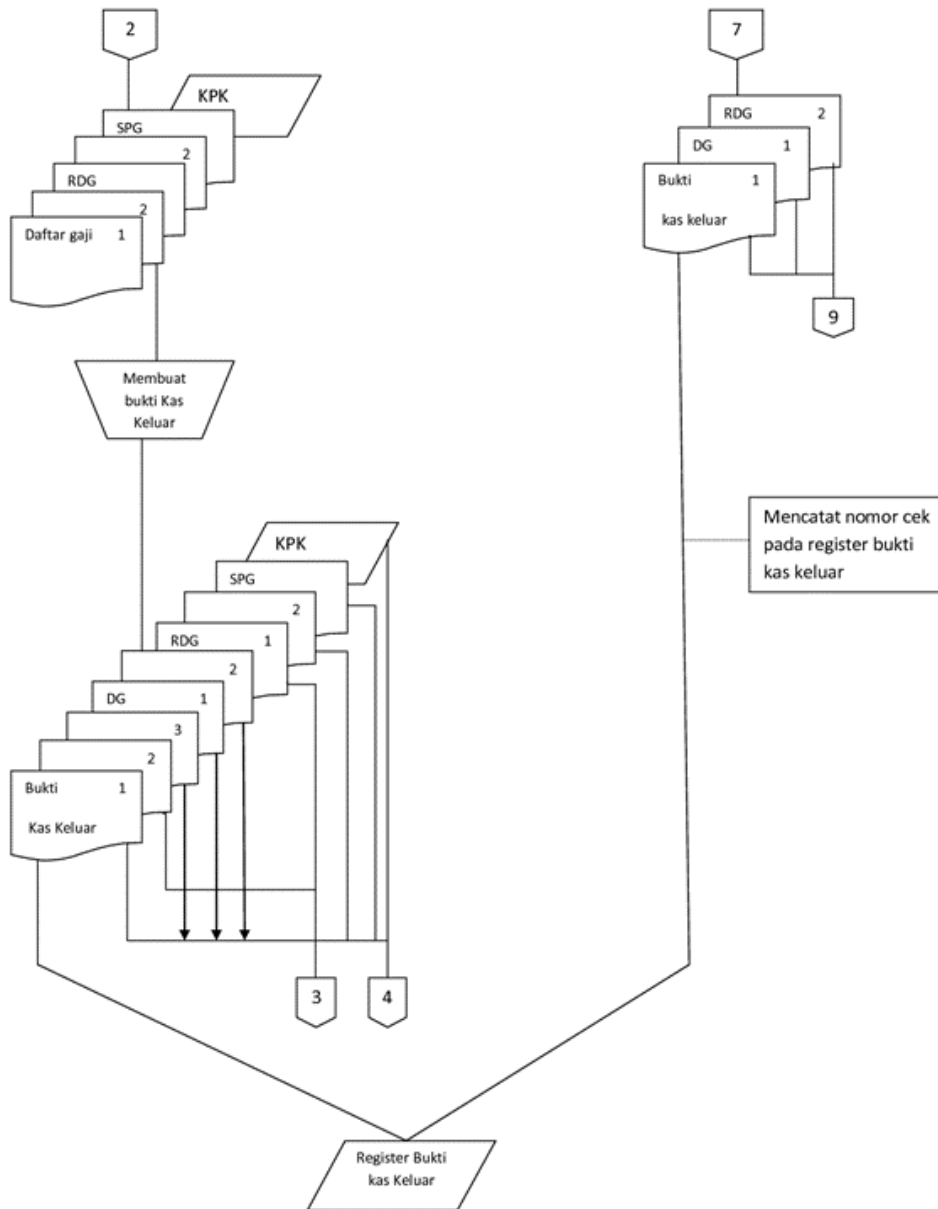 2
KPK
SPG
2
RDG
2
Daftar gaji 1
Membuat
bukti Kas
Keluar
KPK
SPG
2
RDG 1
2
DG 1
3
2
Bukti 1
Kas Keluar
3
4
7
RDG 2
DG 1
Bukti 1
kas keluar
9
Mencatat nomor cek
pada register bukti
kas keluar
Register Bukti
kas Keluar